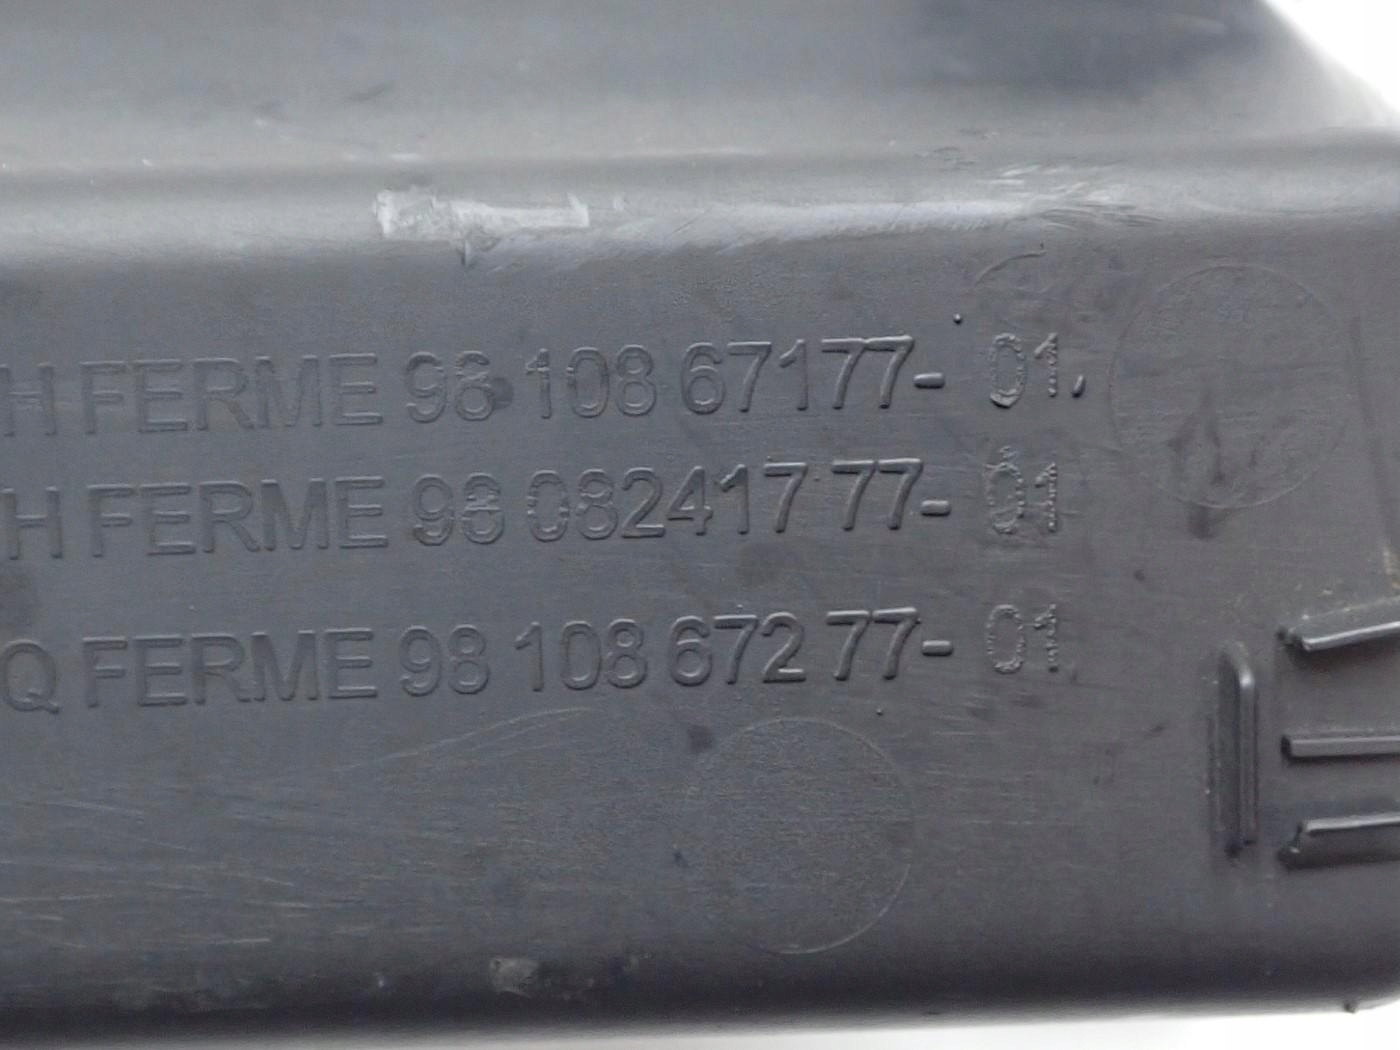 H FERME 98 108 67177- 01.
H FERME 98 082417 77- 01
Q FERME 98 108 672 77- 01